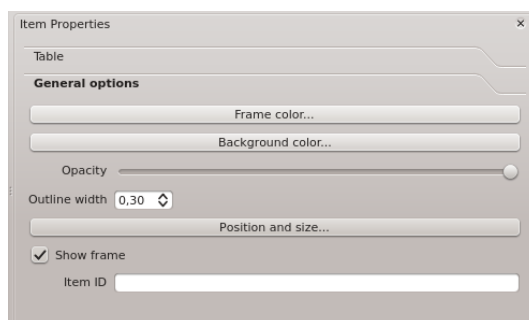 Item Properties
Table
General options
Frame color...
Background color...
Opacity
Outline width 0,30
Position and size...
Show frame
Item ID